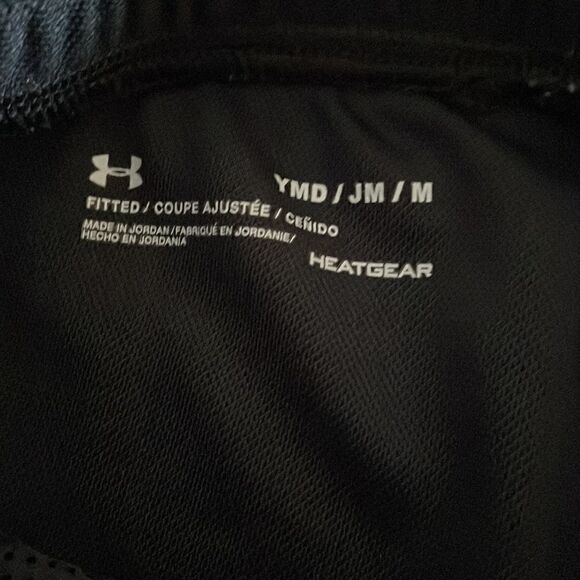 YMD / JM / M
FITTED / COUPE AJUSTÉE / CEÑIDO
MADE IN JORDAN / FABRIQUÉ EN JORDANIE /
HECHO EN JORDANIA
HEATGEAR